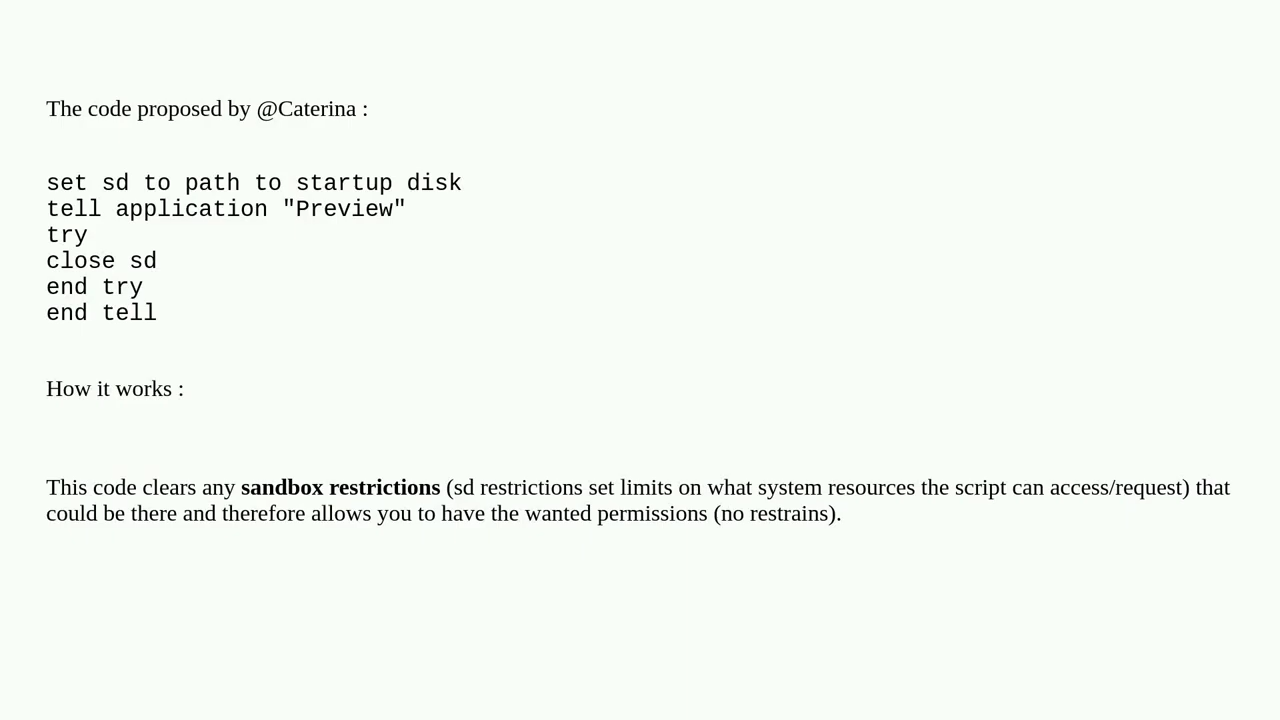 The code proposed by @Caterina :
set sd to path to startup disk
tell application "Preview"
try
close sd
end try
end tell
How it works :
This code clears any sandbox restrictions (sd restrictions set limits on what system resources the script can access/request) that
could be there and therefore allows you to have the wanted permissions (no restrains).